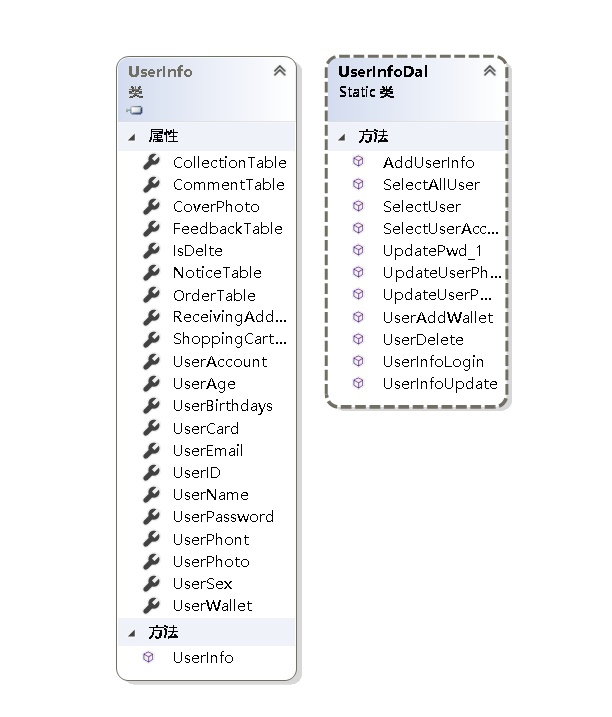 UserInfo
类
属性
CollectionTable
CommentTable
CoverPhoto
FeedbackTable
IsDelte
NoticeTable
OrderTable
ReceivingAdd...
ShoppingCart...
UserAccount
UserAge
UserBirthdays
UserCard
UserEmail
UserID
UserName
UserPassword
UserPhont
UserPhoto
UserSex
UserWallet
方法
UserInfo
UserInfoDal
Static 类
方法
AddUserInfo
SelectAllUser
SelectUser
SelectUserAcc...
UpdatePwd_1
UpdateUserPh...
UpdateUserP...
UserAddWallet
UserDelete
UserInfoLogin
UserInfoUpdate